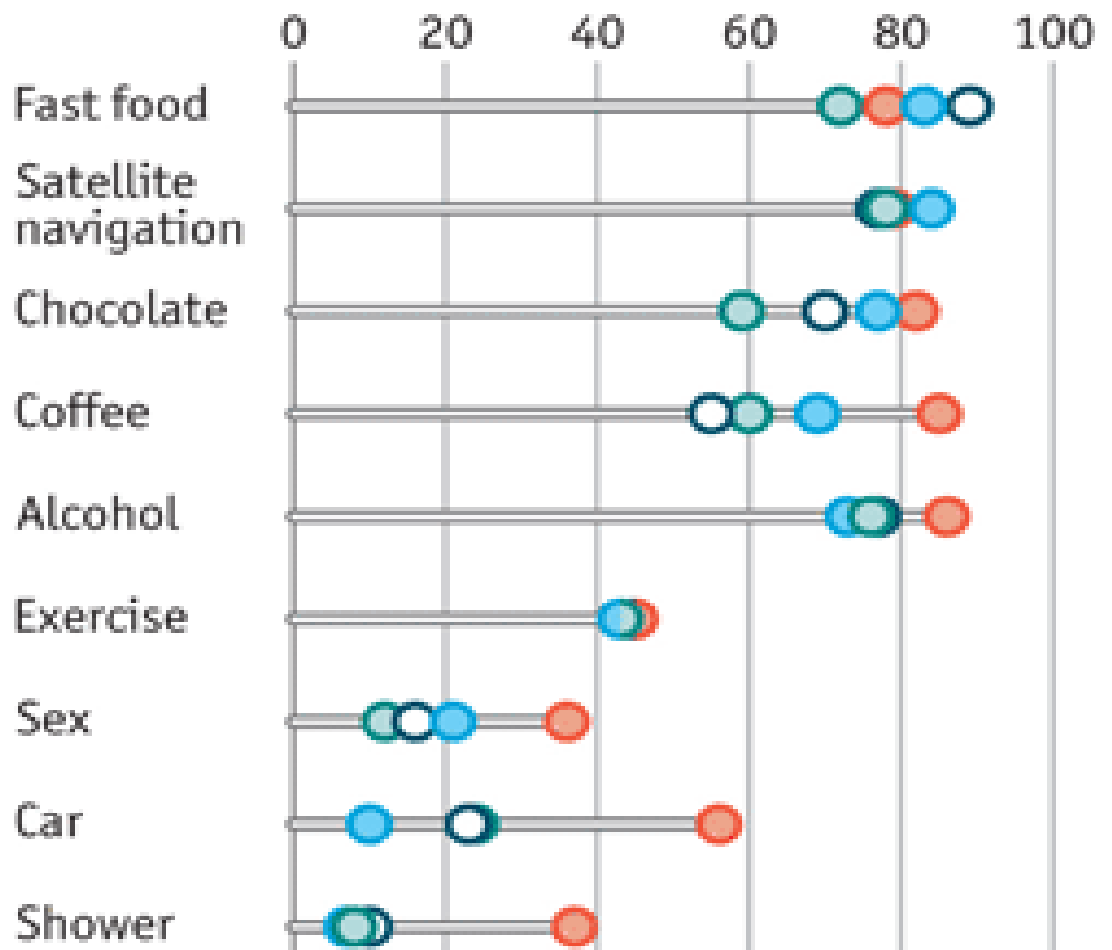 0 20 40 60 80 100
Fast food
Satellite
navigation
Chocolate
Coffee
Alcohol
Exercise
Sex
Car
Shower